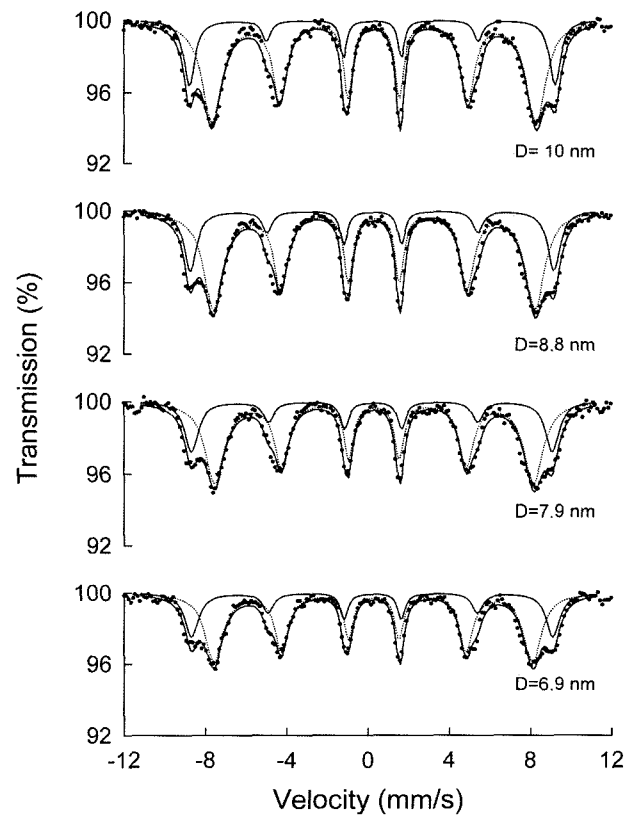 100
96
92
D= 10 nm
100
96
92
D=8.8 nm
100
96
92
D=7.9 nm
100
96
92
D=6.9 nm
-12 -8 -4 0 4 8 12
Velocity (mm/s)
Transmission (%)